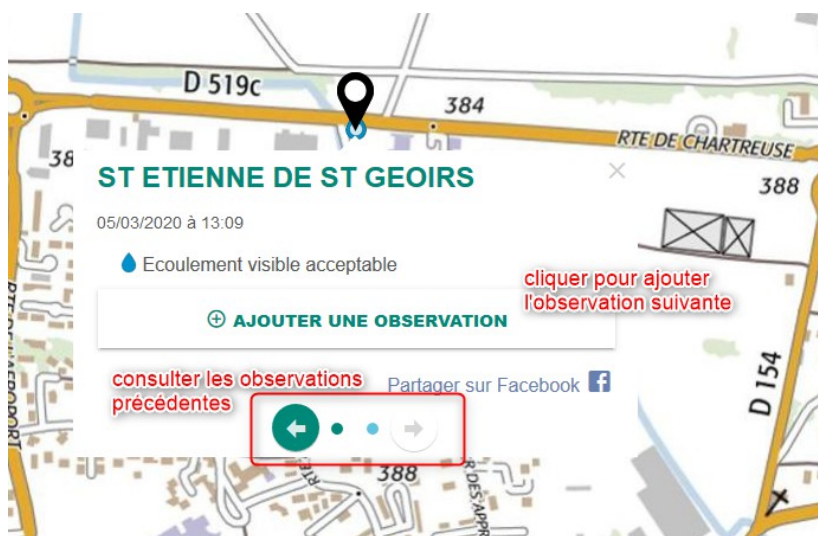 D 519c
384
RTE DE CHARTREUSE
38
388
ST ETIENNE DE ST GEOIRS
05/03/2020 à 13:09
Ecoulement visible acceptable
cliquer pour ajouter
l'observation suivante
AJOUTER UNE OBSERVATION
consulter les observations
précédentes
Partager sur Facebook
D 154
388